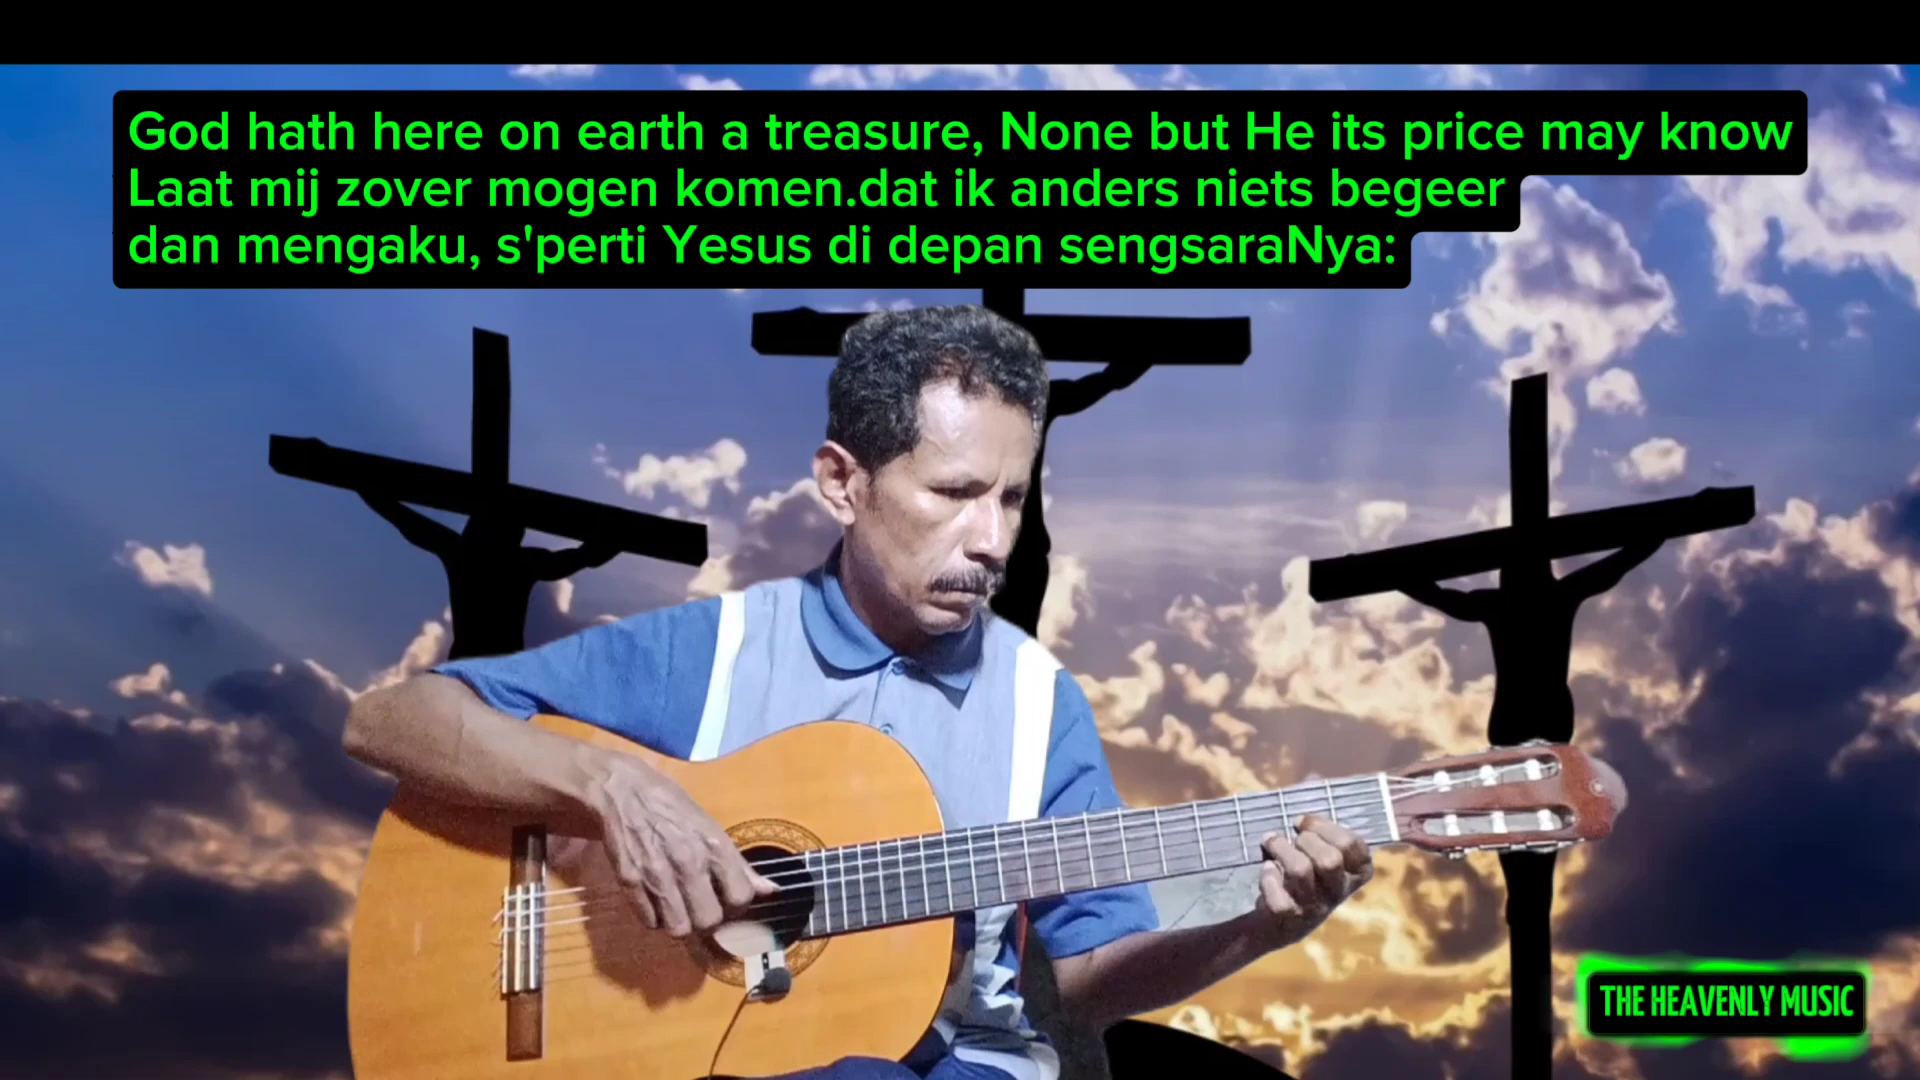 God hath here on earth a treasure, None but He its price may know
Laat mij zover mogen komen.dat ik anders niets begeer
dan mengaku, s'perti Yesus di depan sengsaraNya:
THE HEAVENLY MUSIC